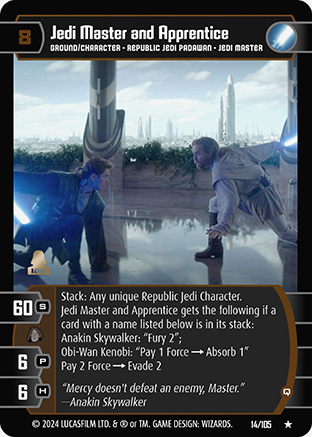 8
Jedi Master and Apprentice
GROUND/CHARACTER • REPUBLIC JEDI PADAWAN • JEDI MASTER
60 S
6 P
6 H
Stack: Any unique Republic Jedi Character.
Jedi Master and Apprentice gets the following if a
card with a name listed below is in its stack:
Anakin Skywalker: "Fury 2";
Obi-Wan Kenobi: "Pay 1 Force → Absorb 1"
Pay 2 Force → Evade 2
"Mercy doesn't defeat an enemy, Master."
—Anakin Skywalker
© 2024 LUCASFILM LTD. & ® or TM. GAME DESIGN: WIZARDS.
14/105 ★